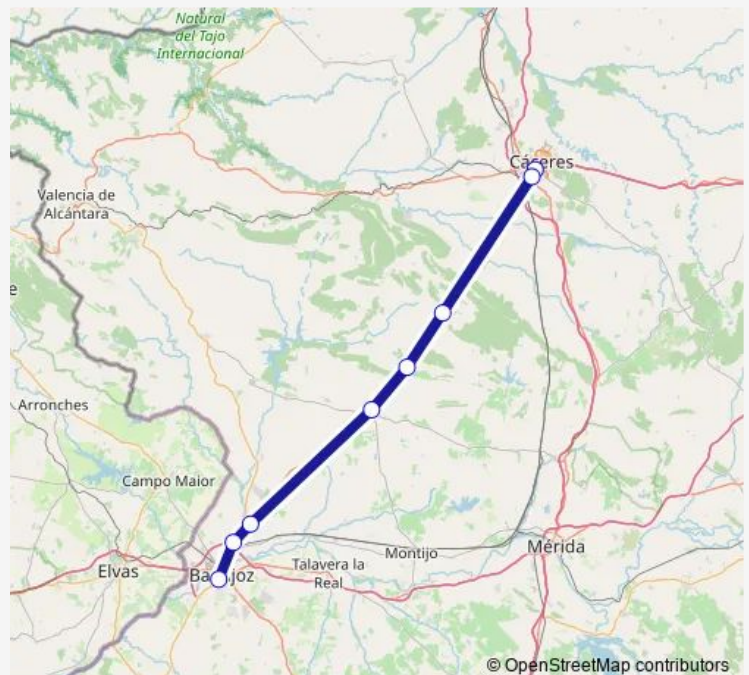 Natural
del Tajo
Internacional
Cáceres
Valencia de
Alcántara
e
Arronches
Campo Maior
Elvas
Badajoz
Talavera la
Real
Montijo
Mérida
© OpenStreetMap contributors